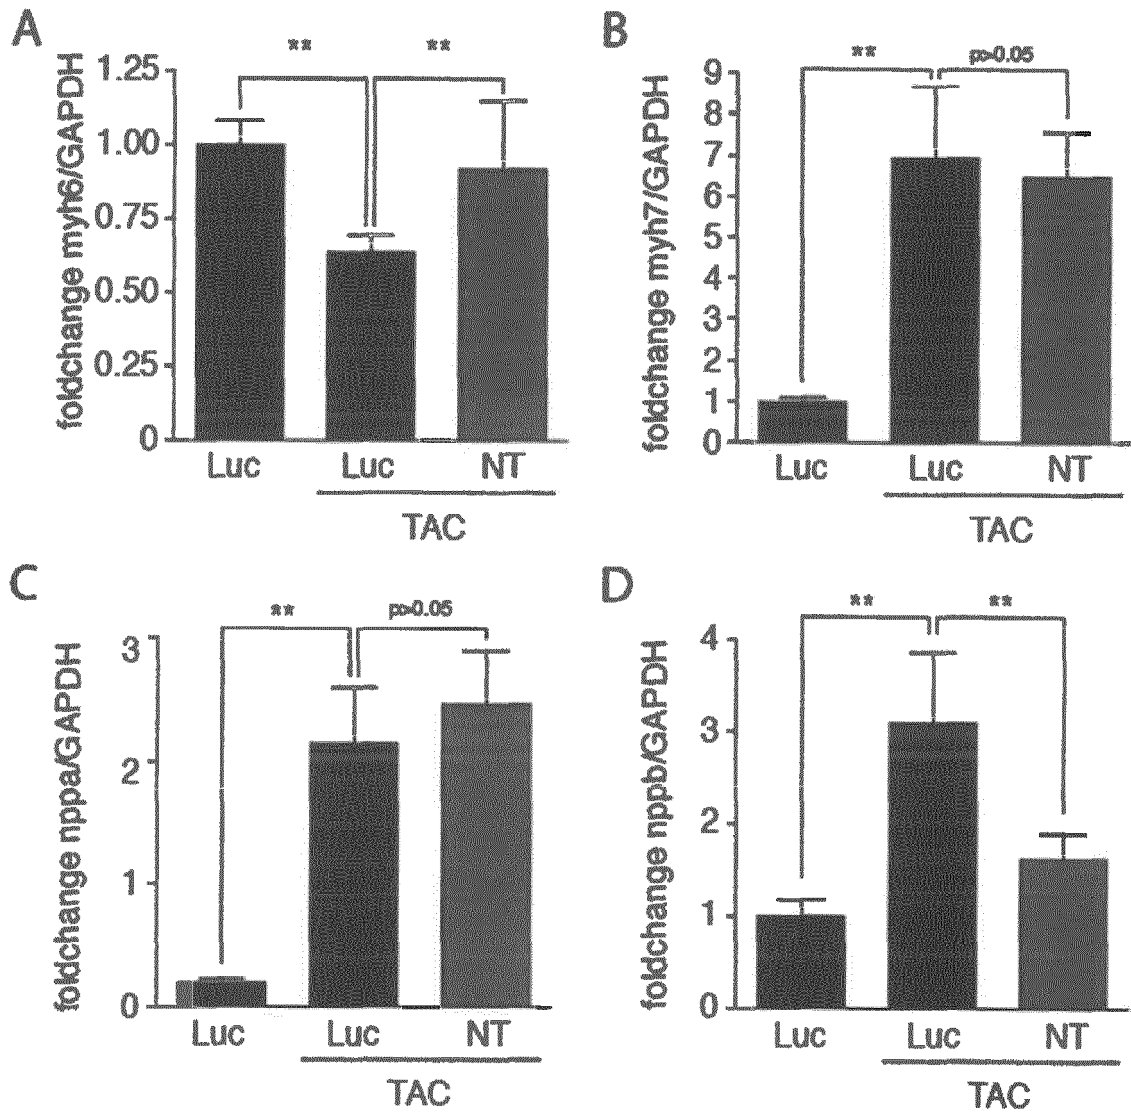 A
foldchange myh6/GAPDH
** **
1.25
1.00
0.75
0.50
0.25
0
Luc Luc NT
TAC
B
foldchange myh7/GAPDH
** p>0.05
9
8
7
6
5
4
3
2
1
0
Luc Luc NT
TAC
C
foldchange nppa/GAPDH
** p>0.05
3
2
1
0
Luc Luc NT
TAC
D
foldchange nppb/GAPDH
** **
4
3
2
1
0
Luc Luc NT
TAC